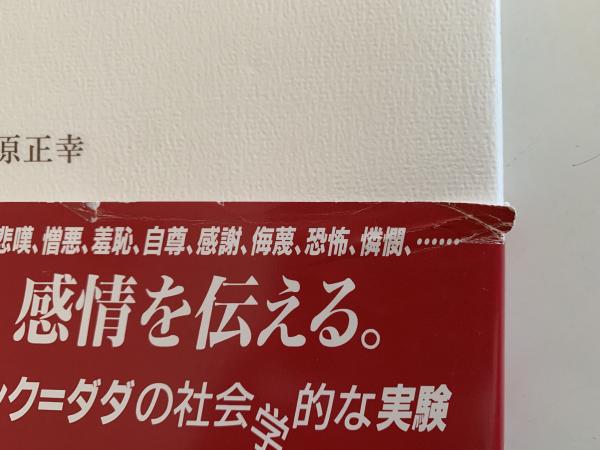 原正幸
悲嘆、憎悪、羞恥、自尊、感謝、侮蔑、恐怖、憐憫、……
感情を伝える。
ック=ダダの社会学的な実験